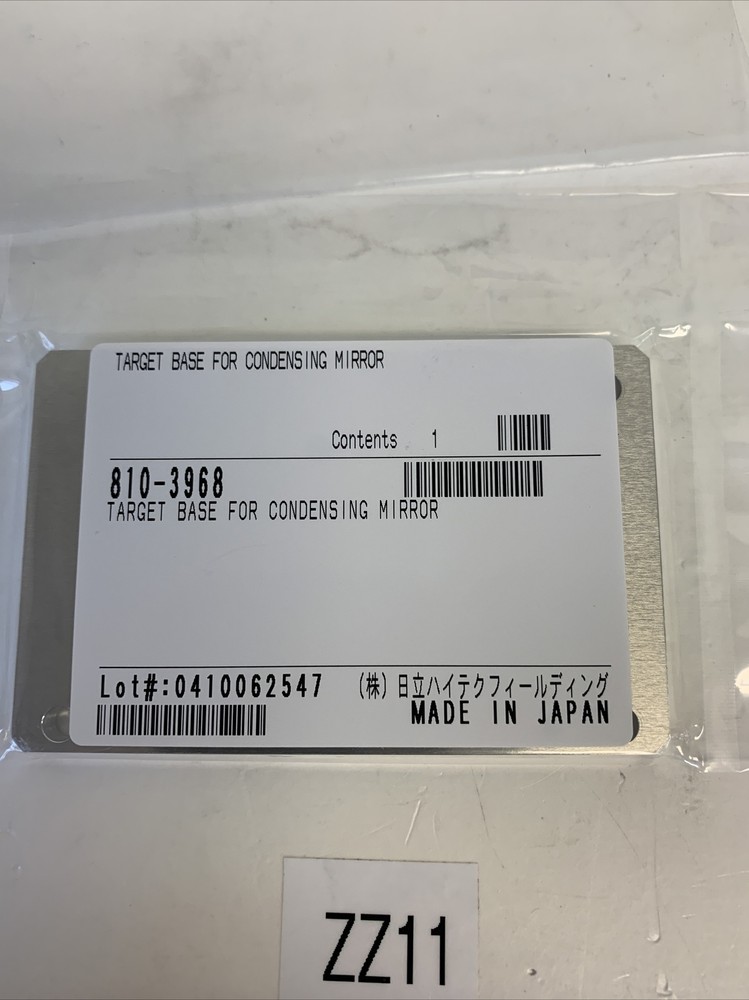 TARGET BASE FOR CONDENSING MIRROR
Contents 1
810-3968
TARGET BASE FOR CONDENSING MIRROR
Lot#:0410062547 (株)日立ハイテクフィールディング
MADE IN JAPAN
ZZ11